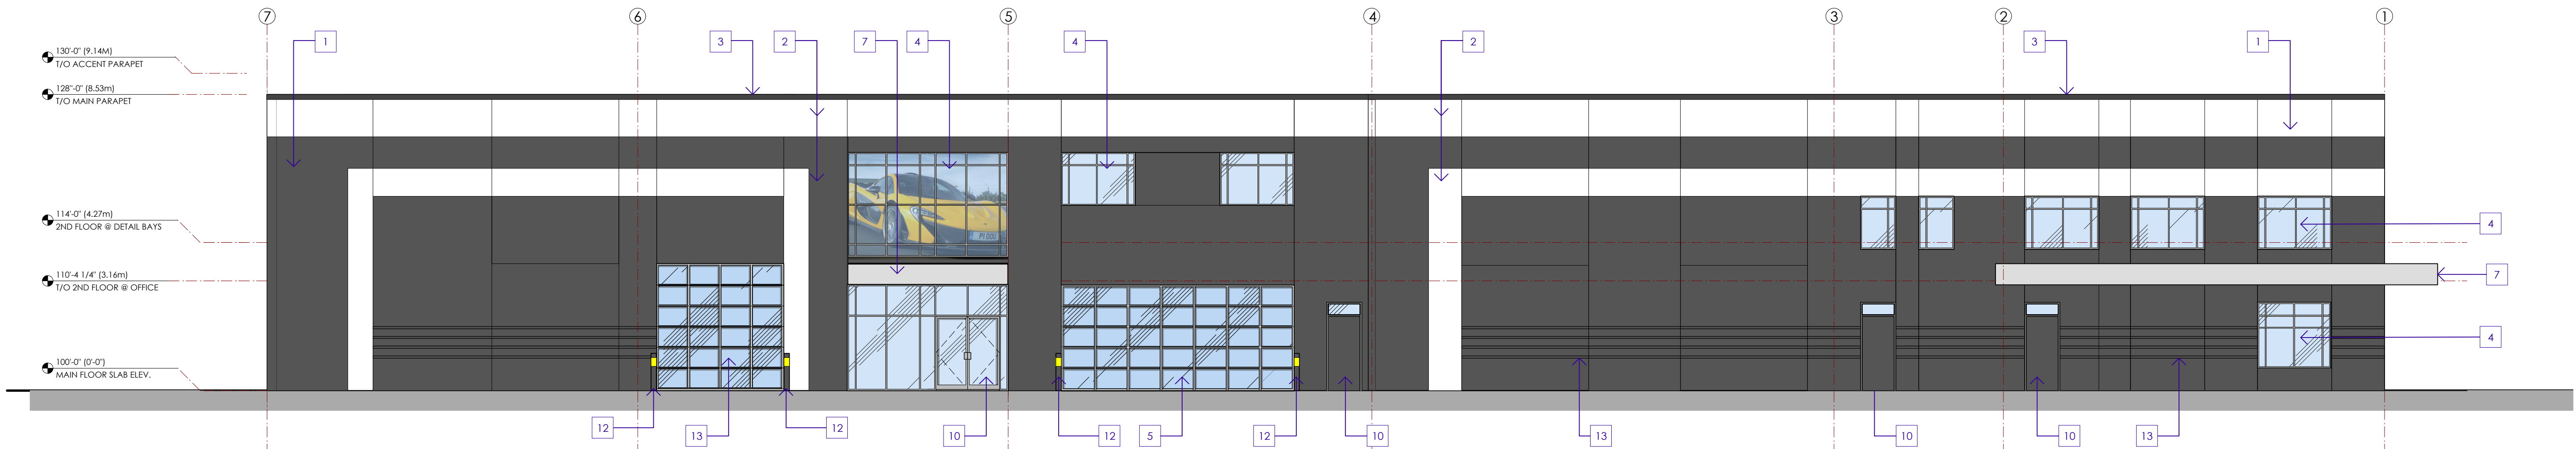 7 6 5 4 3 2 1
1 3 2 7 4 4 2 3 1
130'-0" (9.14M)
T/O ACCENT PARAPET
128"-0" (8.53m)
T/O MAIN PARAPET
114'-0" (4.27m)
2ND FLOOR @ DETAIL BAYS
4
110'-4 1/4" (3.16m)
T/O 2ND FLOOR @ OFFICE
7
4
100'-0" (0'-0")
MAIN FLOOR SLAB ELEV.
12 13 12 10 12 5 12 10 13 10 10 13